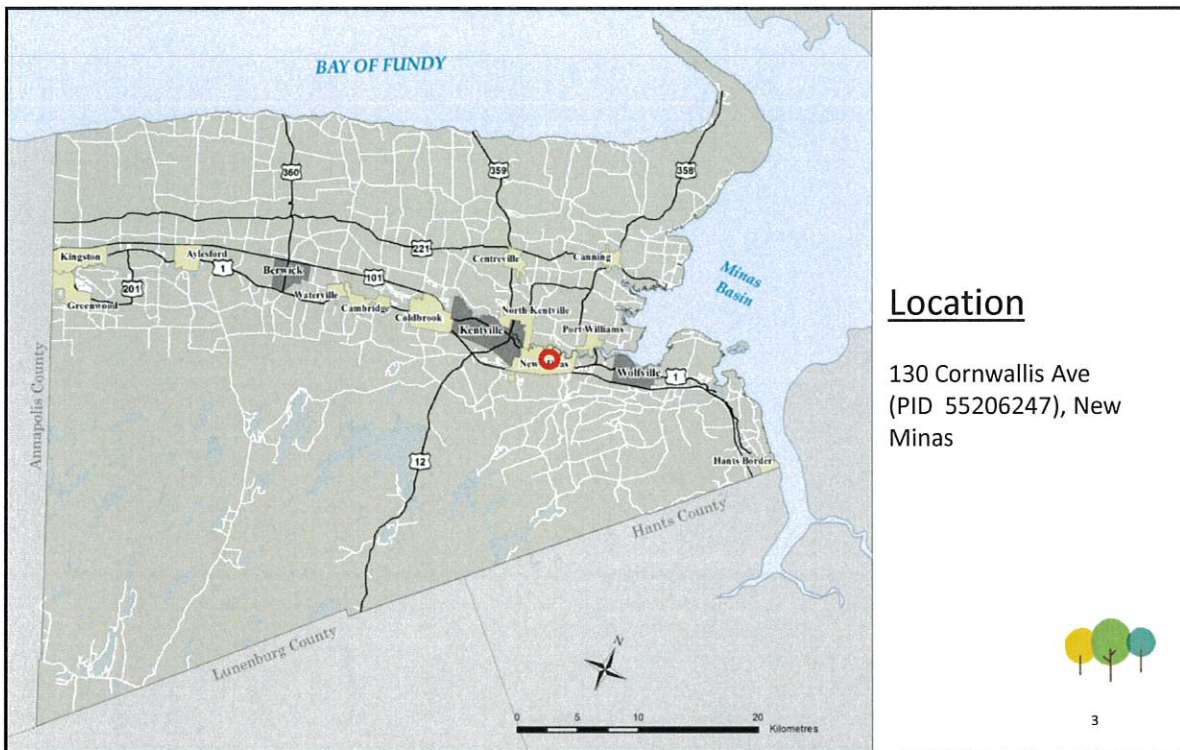 BAY OF FUNDY
360
359
358
221
Kingston
Aylesford
1
Berwick
101
Centreville
Canning
Minas
Basin
201
Greenwood
Waterville
Cambridge
Coldbrook
North Kentville
Kentville
Port Williams
New Minas
Wolfville
1
12
Hants Border
Annapolis County
Hants County
Lunenburg County
N
0 5 10 20
Kilometres
Location
130 Cornwallis Ave
(PID 55206247), New
Minas
3